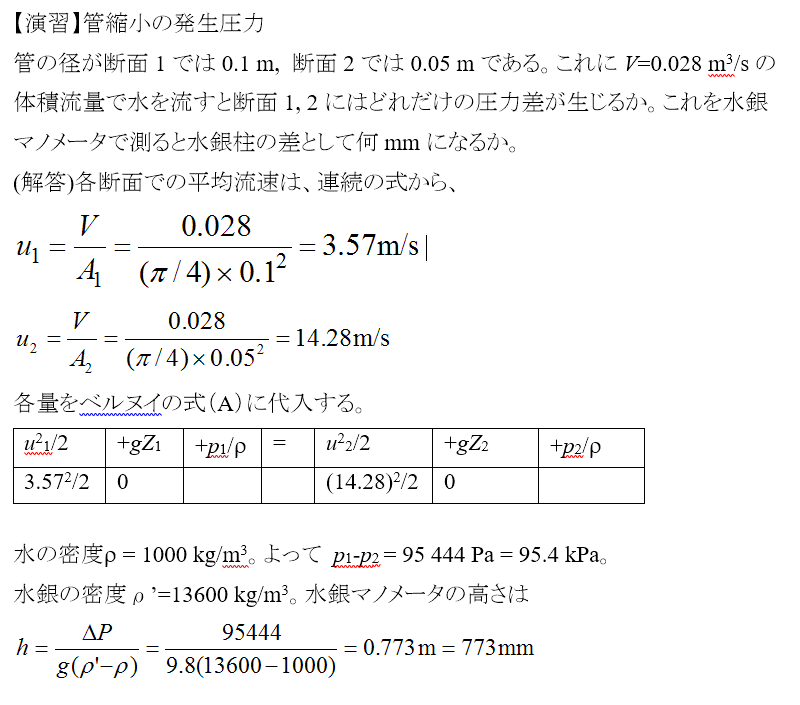 【演習】管縮小の発生圧力
管の径が断面 1 では 0.1 m, 断面 2 では 0.05 m である。これに V=0.028 m³/s の
体積流量で水を流すと断面 1, 2 にはどれだけの圧力差が生じるか。これを水銀
マノメータで測ると水銀柱の差として何 mm になるか。
(解答)各断面での平均流速は、連続の式から、
u₁ = V/A₁ = 0.028/((π/4)×0.1²) = 3.57m/s
u₂ = V/A₂ = 0.028/((π/4)×0.05²) = 14.28m/s
各量をベルヌイの式（A）に代入する。
u²₁/2 +gZ₁ +p₁/ρ = u²₂/2 +gZ₂ +p₂/ρ
3.57²/2 0 (14.28)²/2 0
水の密度ρ = 1000 kg/m³。よって p₁-p₂ = 95 444 Pa = 95.4 kPa。
水銀の密度 ρ ’=13600 kg/m³。水銀マノメータの高さは
h = ΔP/(g(ρ'−ρ)) = 95444/(9.8(13600−1000)) = 0.773m = 773mm